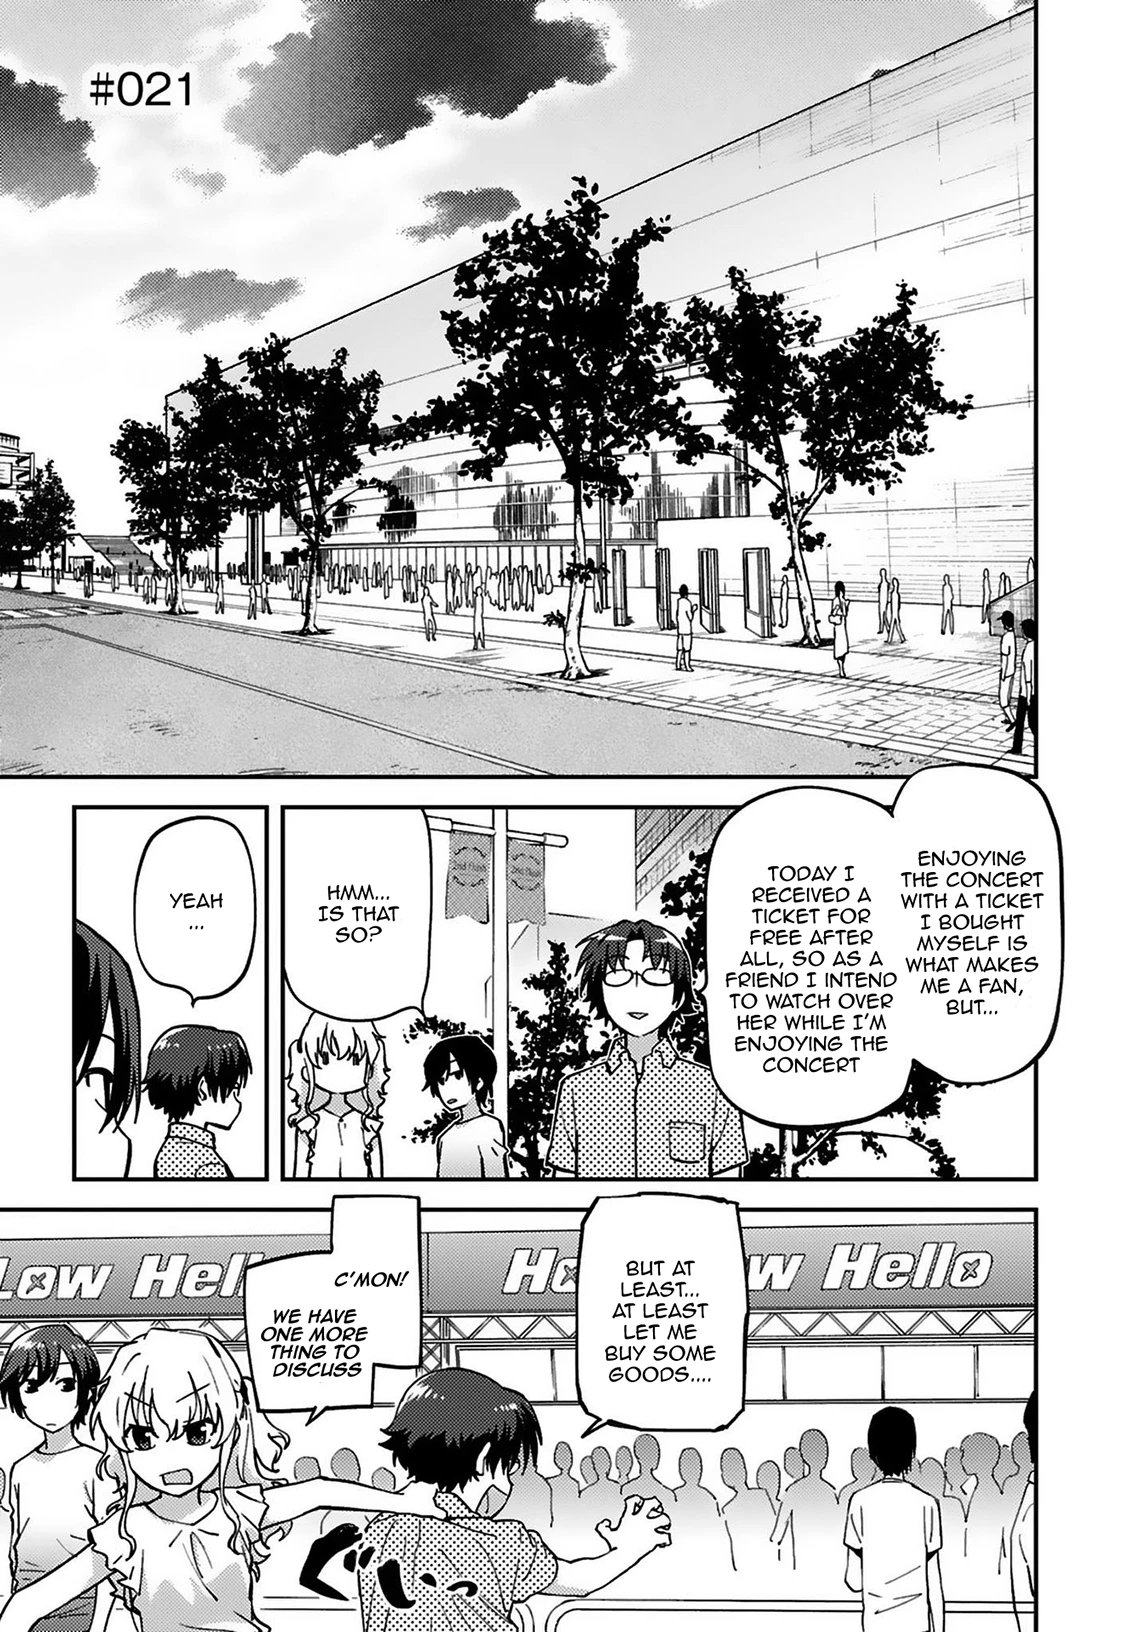 #021
ENJOYING
THE CONCERT
WITH A TICKET
I BOUGHT
MYSELF IS
WHAT MAKES
ME A FAN,
BUT...
TODAY I
RECEIVED A
TICKET FOR
FREE AFTER
ALL, SO AS A
FRIEND I INTEND
TO WATCH OVER
HER WHILE I'M
ENJOYING THE
CONCERT
2nd Flush
HMM...
IS THAT
SO?
YEAH
...
BUT AT
LEAST...
AT LEAST
LET ME
BUY SOME
GOODS....
C'MON!
WE HAVE
ONE MORE
THING TO
DISCUSS
Low Hel
Ho w Hello